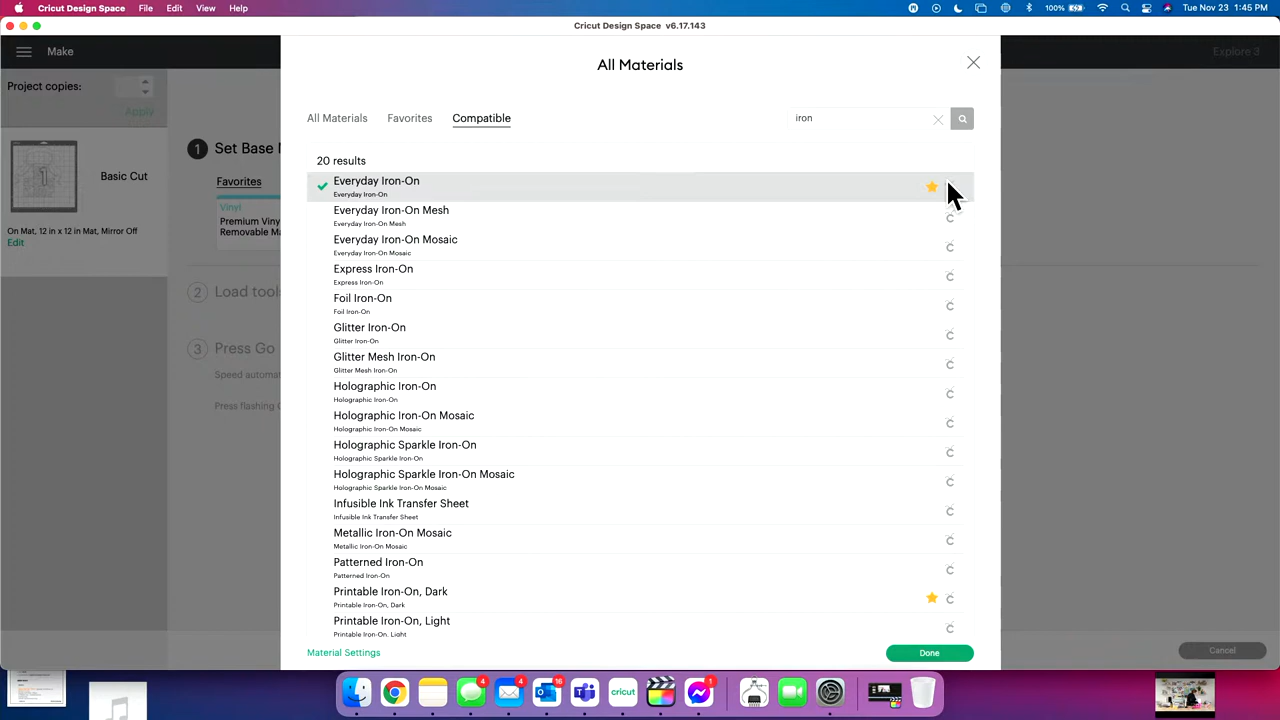 Cricut Design Space File Edit View Help 100% Tue Nov 23 1:45 PM
Cricut Design Space v6.17.143
Make Explore 3
All Materials
Project copies:
Apply
All Materials Favorites Compatible iron
1 Set Base M
20 results
Basic Cut
Favorites
Everyday Iron-On
Everyday Iron-On
Vinyl
Premium Viny
Removable Ma
On Mat, 12 in x 12 in Mat, Mirror Off
Edit
Everyday Iron-On Mesh
Everyday Iron-On Mesh
Everyday Iron-On Mosaic
Everyday Iron-On Mosaic
Express Iron-On
Express Iron-On
2 Load tools
Foil Iron-On
Foil Iron-On
Glitter Iron-On
Glitter Iron-On
3 Press Go
Glitter Mesh Iron-On
Glitter Mesh Iron-On
Speed automat
Holographic Iron-On
Holographic Iron-On
Press flashing
Holographic Iron-On Mosaic
Holographic Iron-On Mosaic
Holographic Sparkle Iron-On
Holographic Sparkle Iron-On
Holographic Sparkle Iron-On Mosaic
Holographic Sparkle Iron-On Mosaic
Infusible Ink Transfer Sheet
Infusible Ink Transfer Sheet
Metallic Iron-On Mosaic
Metallic Iron-On Mosaic
Patterned Iron-On
Patterned Iron-On
Printable Iron-On, Dark
Printable Iron-On, Dark
Printable Iron-On, Light
Printable Iron-On, Light
Material Settings Done Cancel
4 4 16 1
cricut